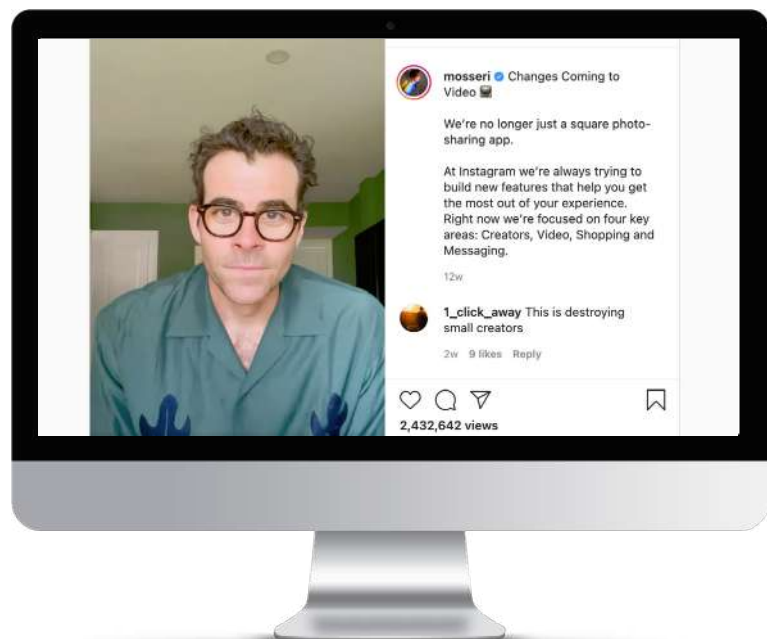 mosseri Changes Coming to
Video
We're no longer just a square photo-
sharing app.
At Instagram we're always trying to
build new features that help you get
the most out of your experience.
Right now we're focused on four key
areas: Creators, Video, Shopping and
Messaging.
12w
1_click_away This is destroying
small creators
2w 9 likes Reply
2,432,642 views